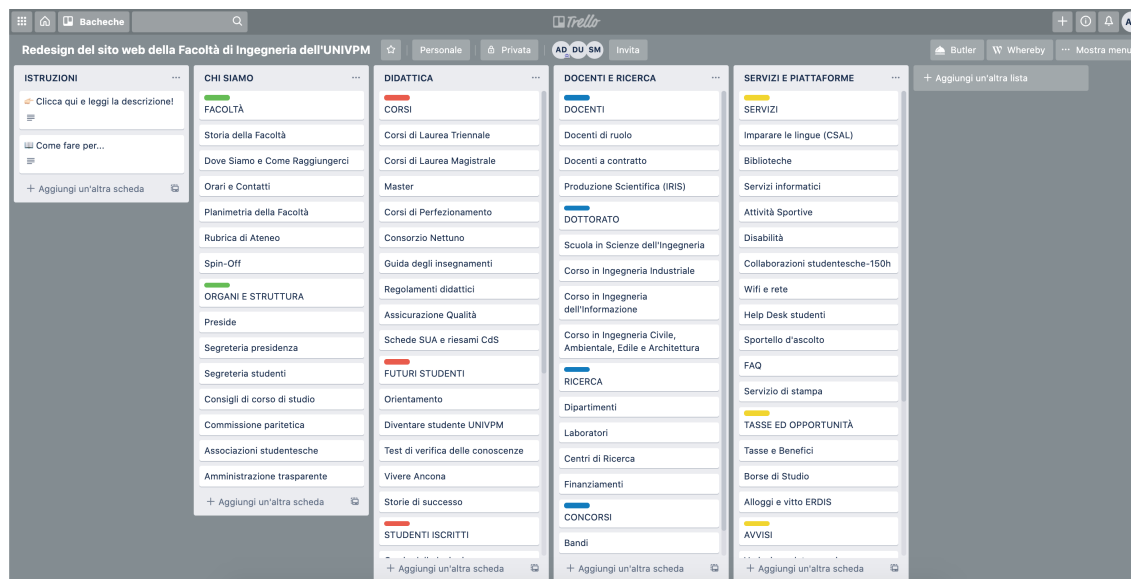 Bacheche
Trello
Redesign del sito web della Facoltà di Ingegneria dell'UNIVPM
Personale
Privata
AD DU SM
Invita
Butler
Whereby
Mostra menu
ISTRUZIONI
Clicca qui e leggi la descrizione!
Come fare per...
+ Aggiungi un'altra scheda
CHI SIAMO
FACOLTÀ
Storia della Facoltà
Dove Siamo e Come Raggiungerci
Orari e Contatti
Planimetria della Facoltà
Rubrica di Ateneo
Spin-Off
ORGANI E STRUTTURA
Preside
Segreteria presidenza
Segreteria studenti
Consigli di corso di studio
Commissione paritetica
Associazioni studentesche
Amministrazione trasparente
+ Aggiungi un'altra scheda
DIDATTICA
CORSI
Corsi di Laurea Triennale
Corsi di Laurea Magistrale
Master
Corsi di Perfezionamento
Consorzio Nettuno
Guida degli insegnamenti
Regolamenti didattici
Assicurazione Qualità
Schede SUA e riesami CdS
FUTURI STUDENTI
Orientamento
Diventare studente UNIVPM
Test di verifica delle conoscenze
Vivere Ancona
Storie di successo
STUDENTI ISCRITTI
+ Aggiungi un'altra scheda
DOCENTI E RICERCA
DOCENTI
Docenti di ruolo
Docenti a contratto
Produzione Scientifica (IRIS)
DOTTORATO
Scuola in Scienze dell'Ingegneria
Corso in Ingegneria Industriale
Corso in Ingegneria
dell'Informazione
Corso in Ingegneria Civile,
Ambientale, Edile e Architettura
RICERCA
Dipartimenti
Laboratori
Centri di Ricerca
Finanziamenti
CONCORSI
Bandi
+ Aggiungi un'altra scheda
SERVIZI E PIATTAFORME
SERVIZI
Imparare le lingue (CSAL)
Biblioteche
Servizi informatici
Attività Sportive
Disabilità
Collaborazioni studentesche-150h
Wifi e rete
Help Desk studenti
Sportello d'ascolto
FAQ
Servizio di stampa
TASSE ED OPPORTUNITÀ
Tasse e Benefici
Borse di Studio
Alloggi e vitto ERDIS
AVVISI
+ Aggiungi un'altra scheda
+ Aggiungi un'altra lista